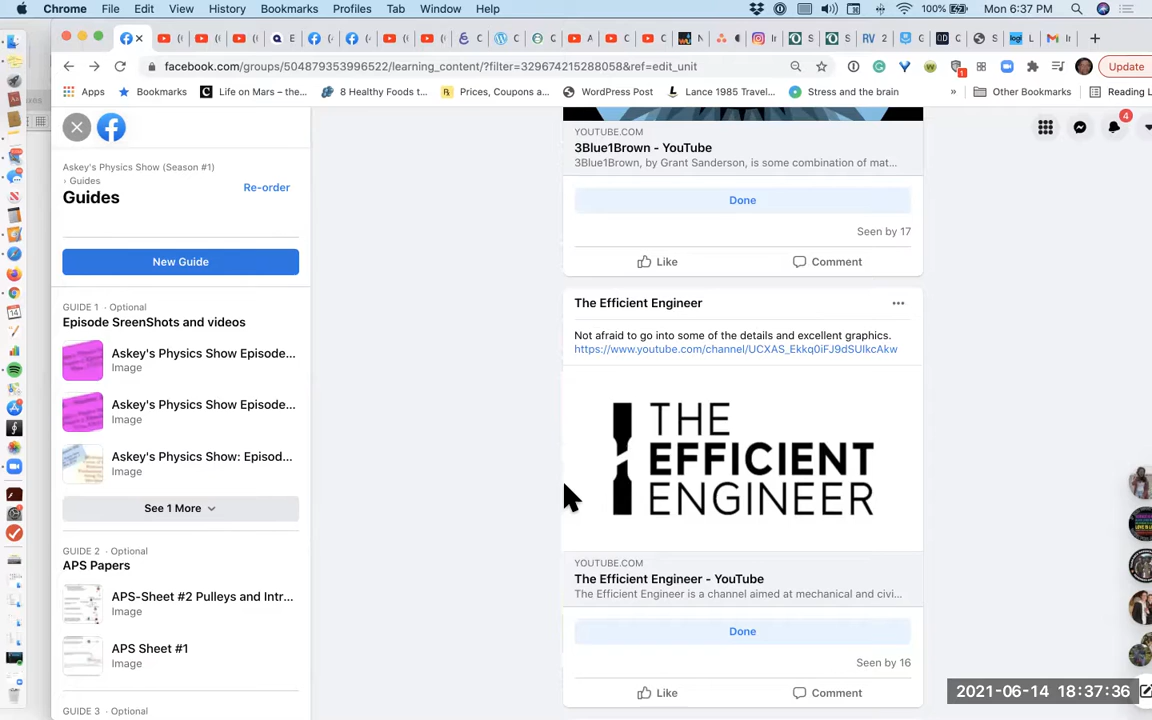 Chrome File Edit View History Bookmarks Profiles Tab Window Help 100% Mon 6:37 PM
facebook.com/groups/504879353996522/learning_content/?filter=329674215288058&ref=edit_unit Update
Apps Bookmarks Life on Mars – the... 8 Healthy Foods t... Prices, Coupons a... WordPress Post Lance 1985 Travel... Stress and the brain » Other Bookmarks Reading L
Askey's Physics Show (Season #1)
› Guides
Guides
Re-order
New Guide
GUIDE 1 · Optional
Episode SreenShots and videos
Askey's Physics Show Episode...
Image
Askey's Physics Show Episode...
Image
Askey's Physics Show: Episod...
Image
See 1 More
GUIDE 2 · Optional
APS Papers
APS-Sheet #2 Pulleys and Intr...
Image
APS Sheet #1
Image
GUIDE 3 · Optional
YOUTUBE.COM
3Blue1Brown - YouTube
3Blue1Brown, by Grant Sanderson, is some combination of mat...
Done
Seen by 17
Like Comment
The Efficient Engineer
Not afraid to go into some of the details and excellent graphics.
https://www.youtube.com/channel/UCXAS_Ekkq0iFJ9dSUIkcAkw
THE
EFFICIENT
ENGINEER
YOUTUBE.COM
The Efficient Engineer - YouTube
The Efficient Engineer is a channel aimed at mechanical and civi...
Done
Seen by 16
Like Comment
4
2021-06-14 18:37:36